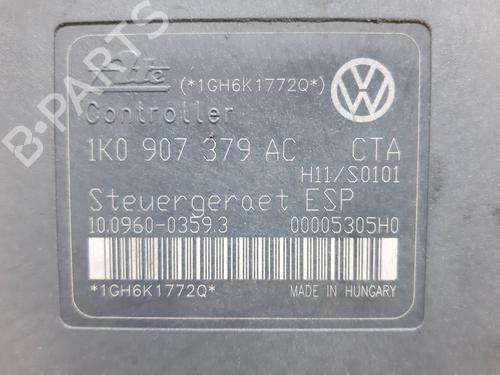 Ate (*1GH6K1772Q*)
Controller
1K0 907 379 AC CTA
H11/S0101
Steuergeraet ESP
10.0960-0359.3 00005305H0
*1GH6K1772Q* MADE IN HUNGARY
B-PARTS